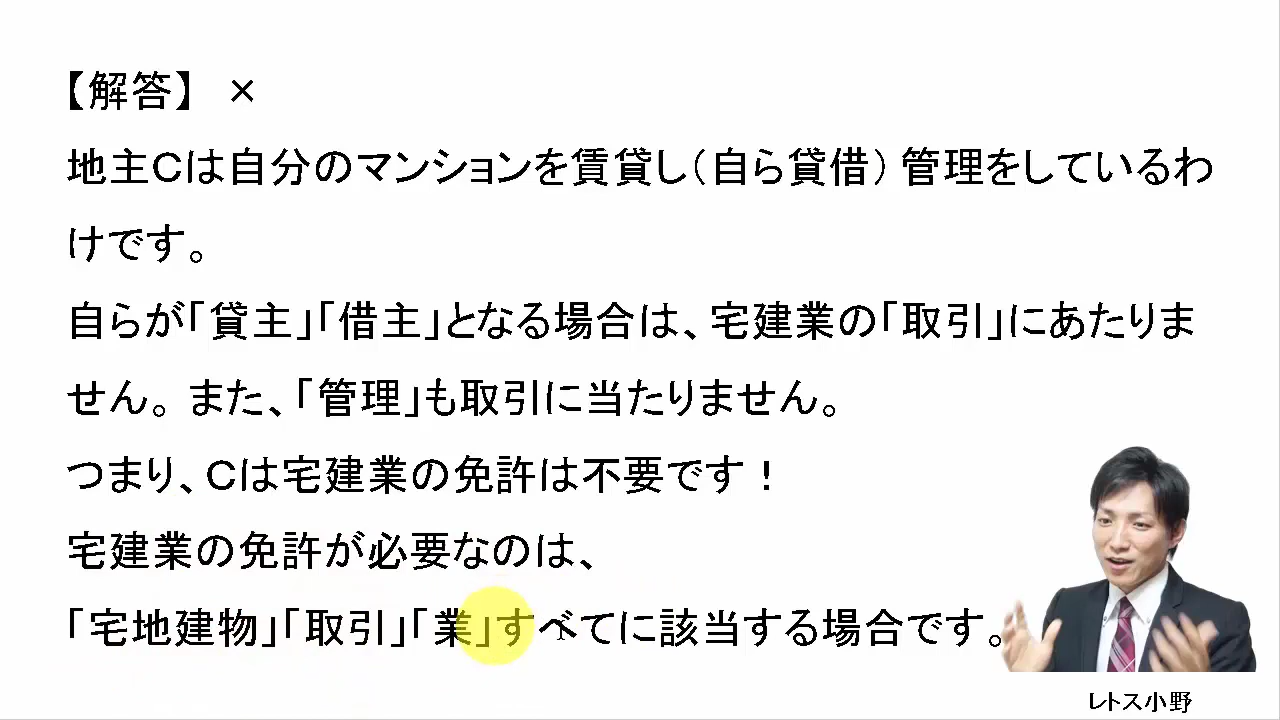 【解答】 ×
地主Cは自分のマンションを賃貸し（自ら貸借）管理をしているわ
けです。
自らが「貸主」「借主」となる場合は、宅建業の「取引」にあたりま
せん。また、「管理」も取引に当たりません。
つまり、Cは宅建業の免許は不要です！
宅建業の免許が必要なのは、
「宅地建物」「取引」「業」すべてに該当する場合です。
レトス小野